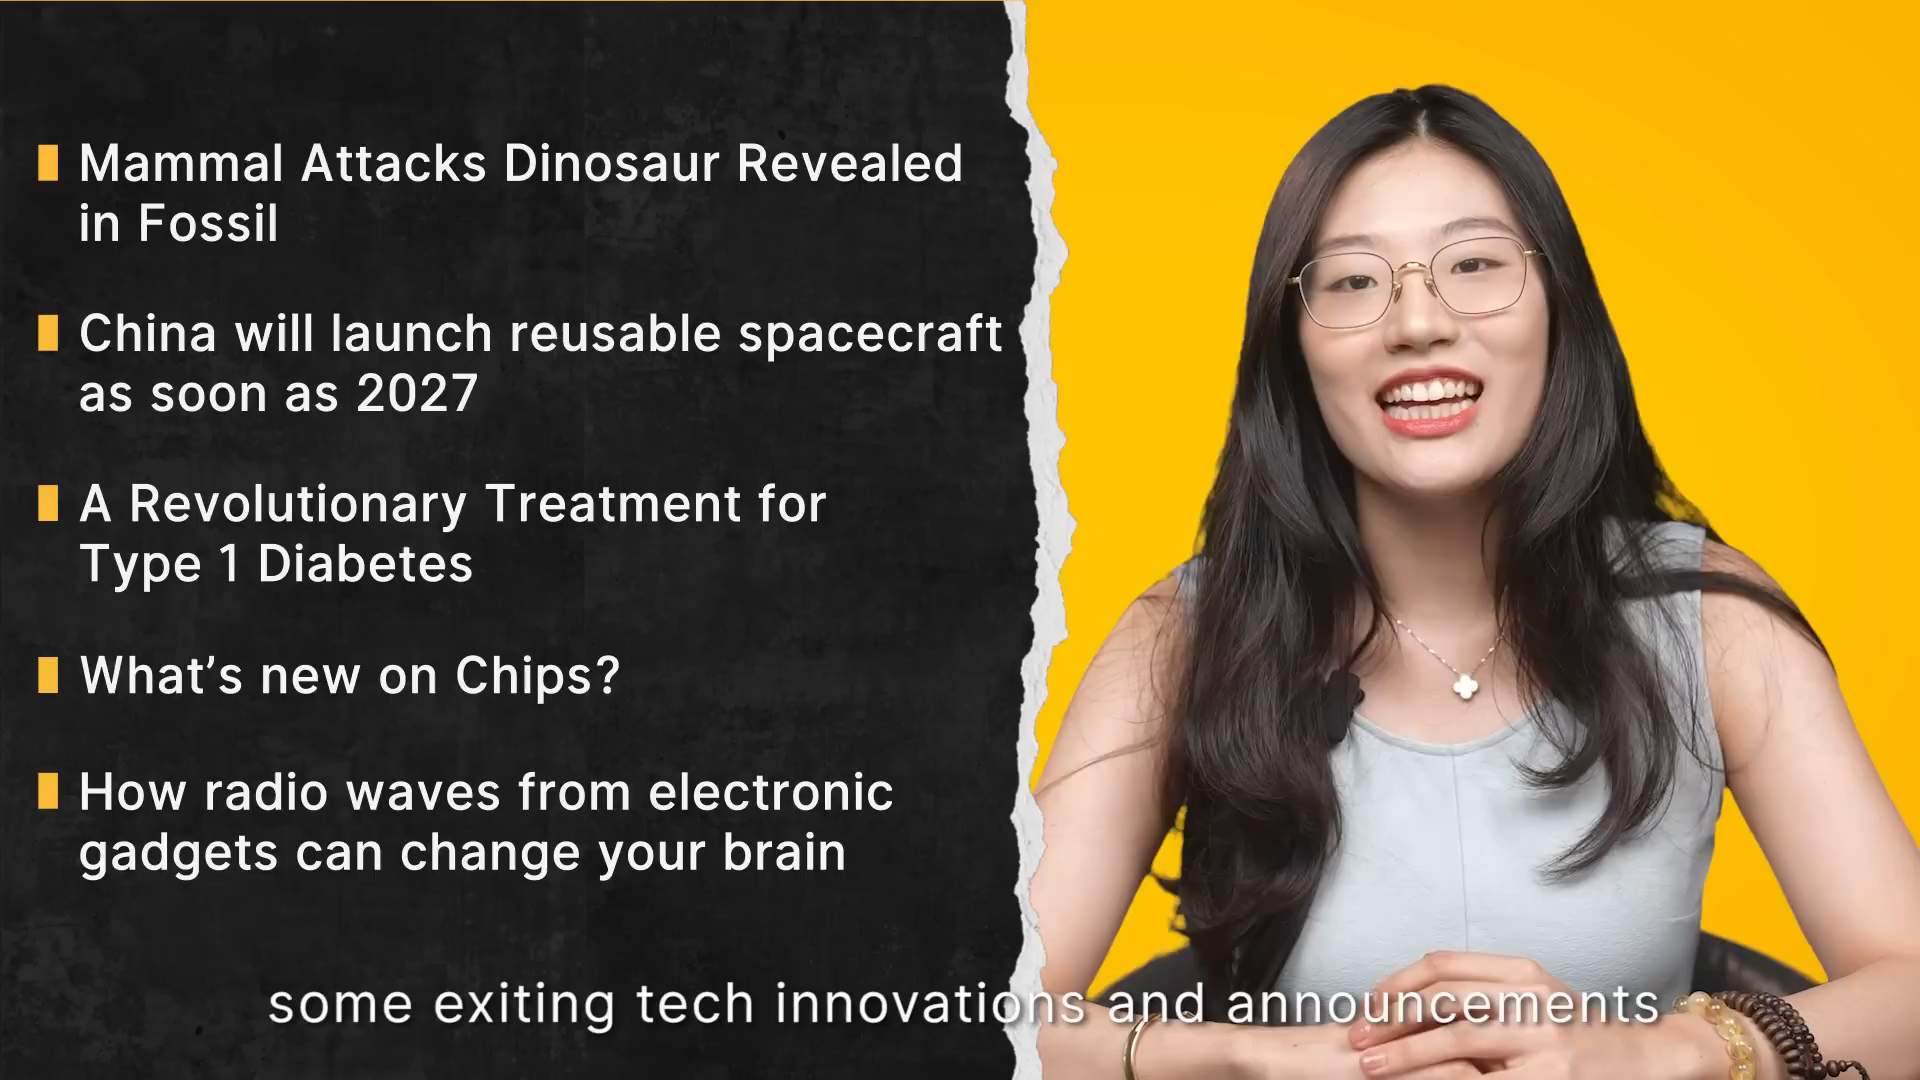 Mammal Attacks Dinosaur Revealed
in Fossil
China will launch reusable spacecraft
as soon as 2027
A Revolutionary Treatment for
Type 1 Diabetes
What’s new on Chips?
How radio waves from electronic
gadgets can change your brain
some exiting tech innovations and announcements